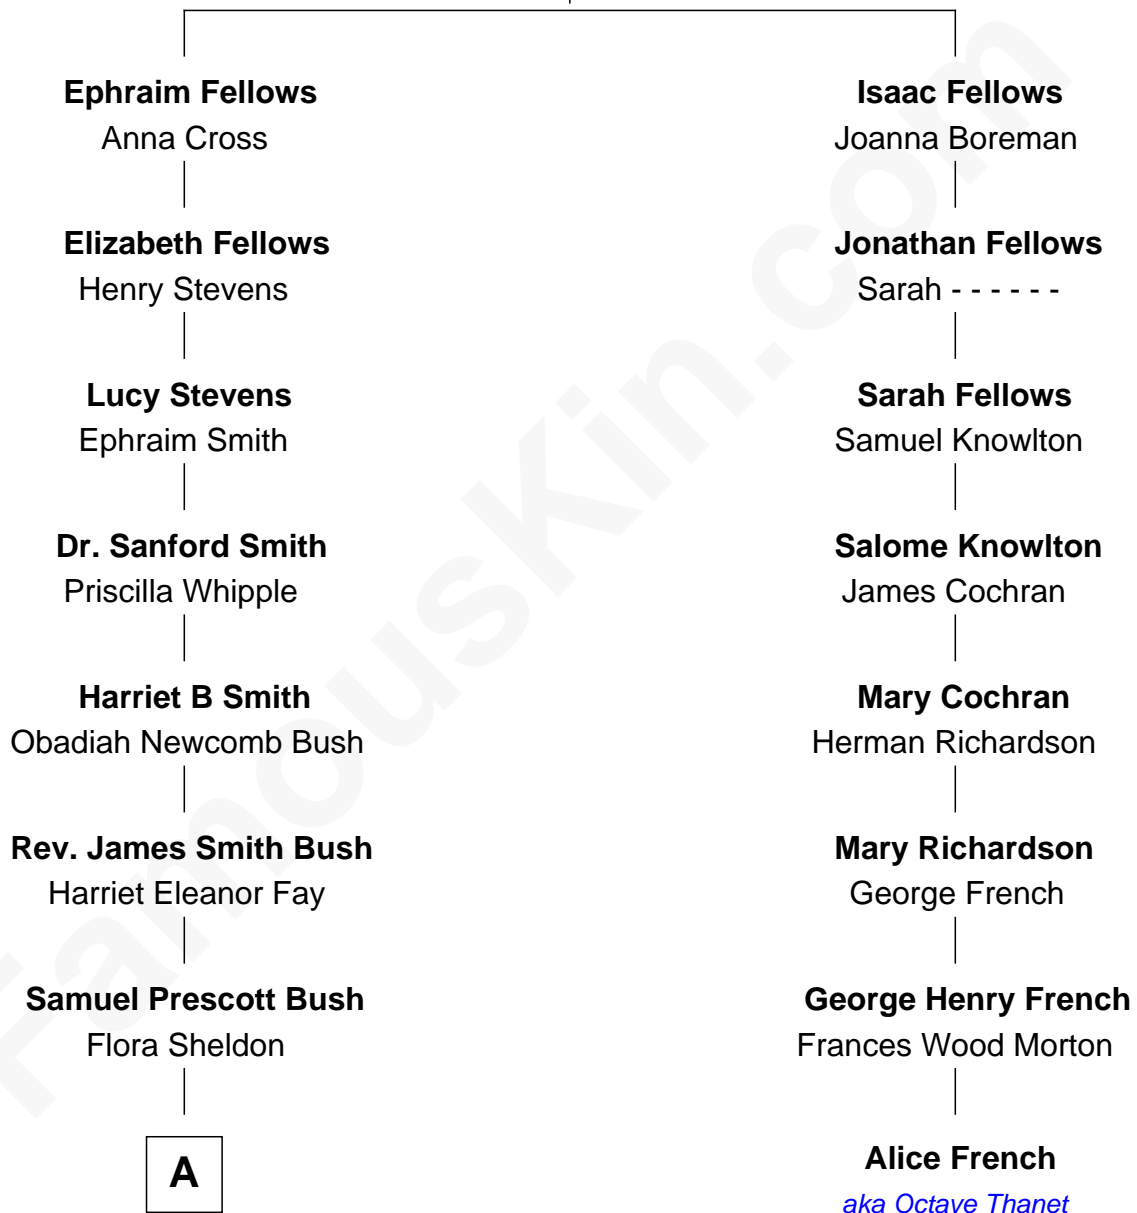 Ephraim Fellows
Anna Cross
Elizabeth Fellows
Henry Stevens
Lucy Stevens
Ephraim Smith
Dr. Sanford Smith
Priscilla Whipple
Harriet B Smith
Obadiah Newcomb Bush
Rev. James Smith Bush
Harriet Eleanor Fay
Samuel Prescott Bush
Flora Sheldon
A
Isaac Fellows
Joanna Boreman
Jonathan Fellows
Sarah - - - - - -
Sarah Fellows
Samuel Knowlton
Salome Knowlton
James Cochran
Mary Cochran
Herman Richardson
Mary Richardson
George French
George Henry French
Frances Wood Morton
Alice French
aka Octave Thanet
FamousKin.com